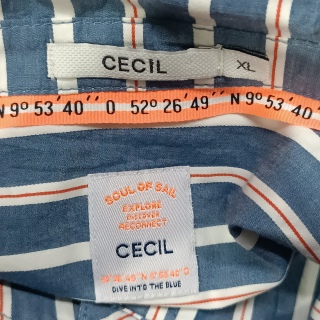 CECIL
XL
N 9° 53´40´´ O 52° 26´49´´ N 9° 53´40
SOUL OF SAIL
EXPLORE
DISCOVER
RECONNECT
CECIL
DIVE INTO THE BLUE